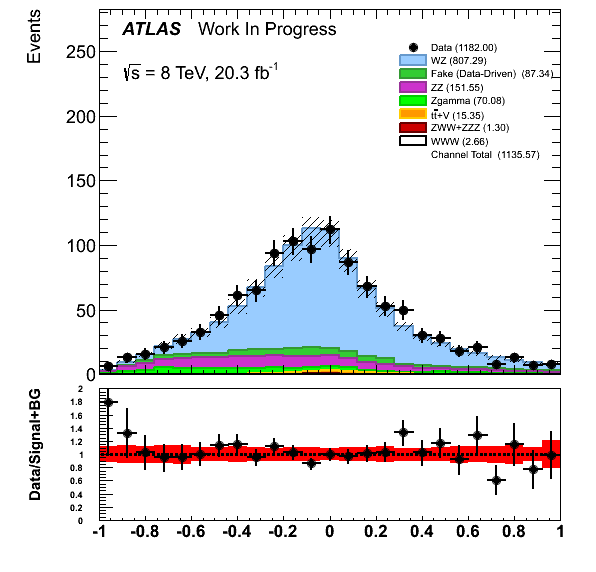 Events
ATLAS Work In Progress
√s = 8 TeV, 20.3 fb⁻¹
Data (1182.00)
WZ (807.29)
Fake (Data-Driven) (87.34)
ZZ (151.55)
Zgamma (70.08)
tt̄+V (15.35)
ZWW+ZZZ (1.30)
WWW (2.66)
Channel Total (1135.57)
250
200
150
100
50
0
Data/Signal+BG
2
1.8
1.6
1.4
1.2
1
0.8
0.6
0.4
0.2
0
-1 -0.8 -0.6 -0.4 -0.2 0 0.2 0.4 0.6 0.8 1